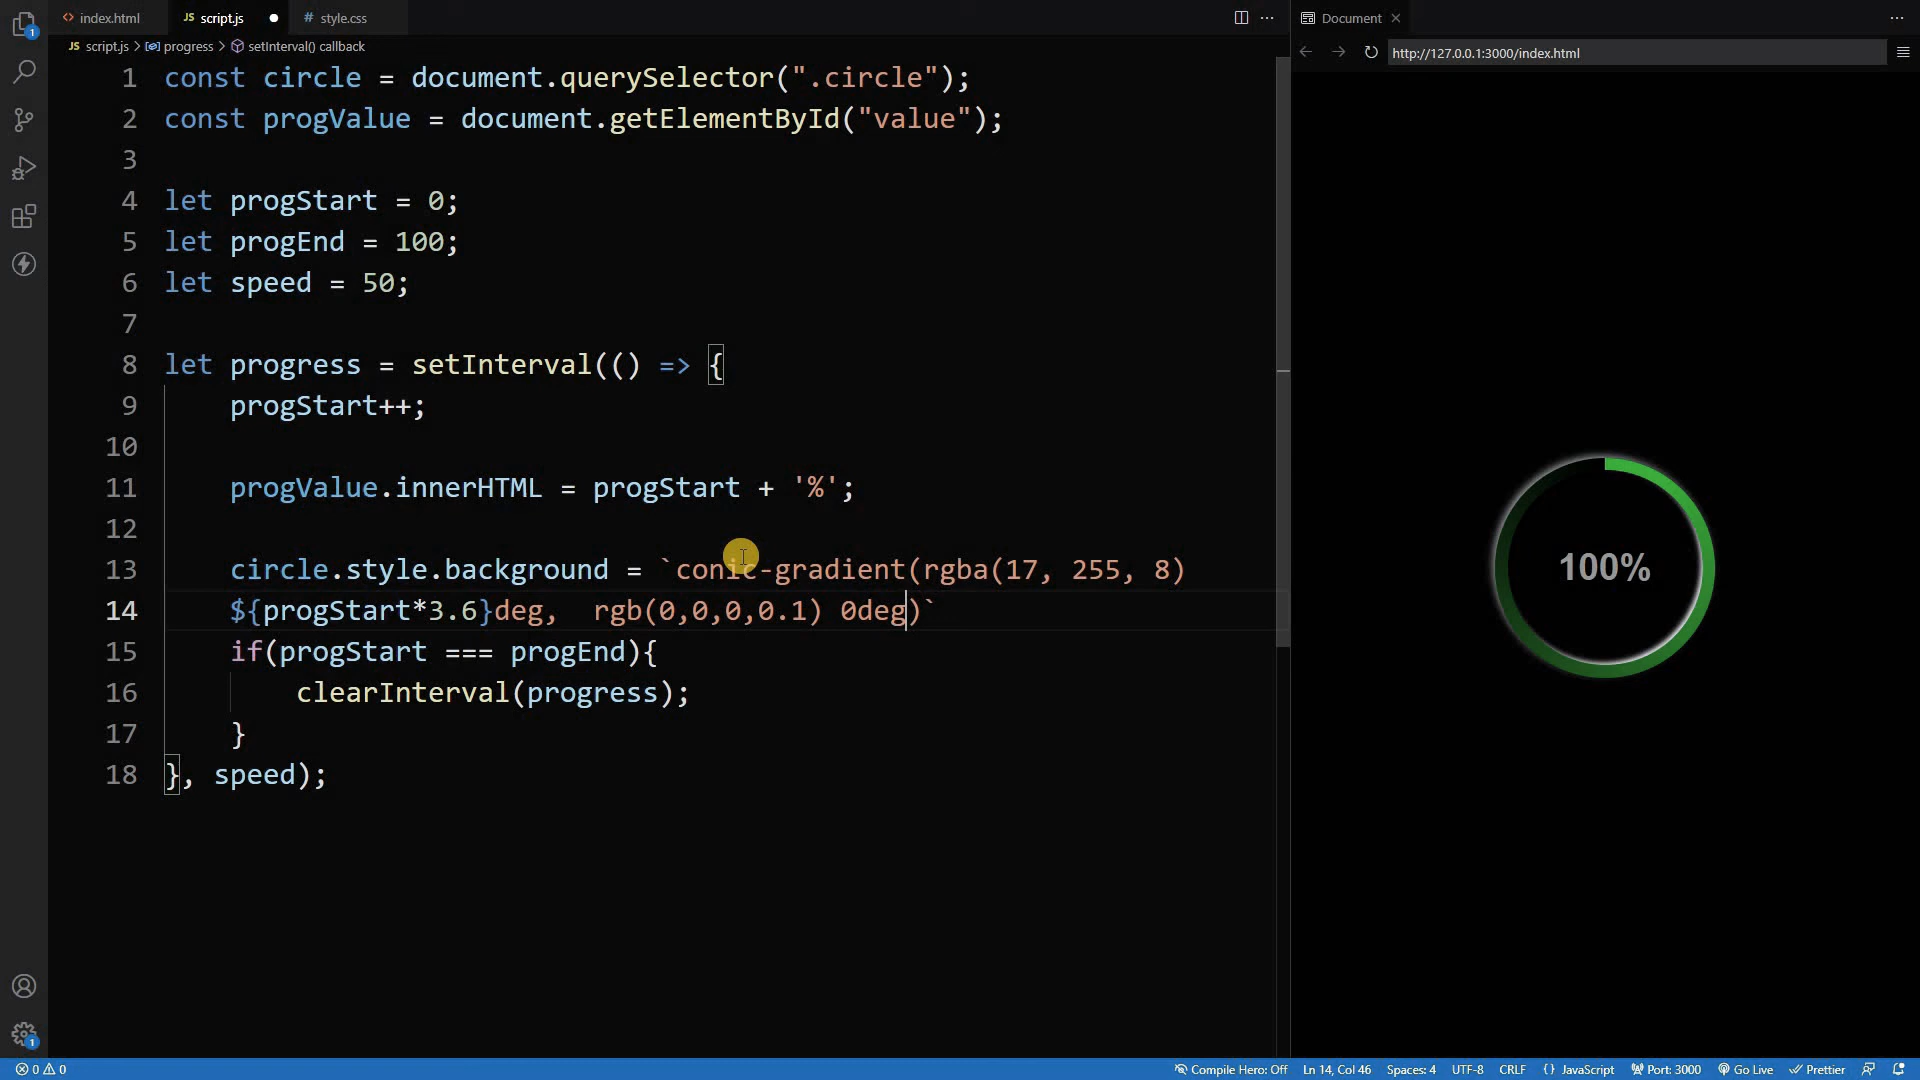 index.html
script.js
style.css
Document
script.js > progress > setInterval() callback
http://127.0.0.1:3000/index.html
1 const circle = document.querySelector(".circle");
2 const progValue = document.getElementById("value");
3
4 let progStart = 0;
5 let progEnd = 100;
6 let speed = 50;
7
8 let progress = setInterval(() => {
9 progStart++;
10
11 progValue.innerHTML = progStart + '%';
12
13 circle.style.background = `conic-gradient(rgba(17, 255, 8)
14 ${progStart*3.6}deg,  rgb(0,0,0,0.1) 0deg)`
15 if(progStart === progEnd){
16 clearInterval(progress);
17 }
18 }, speed);
100%
1
1
0 0
Compile Hero: Off
Ln 14, Col 46
Spaces: 4
UTF-8
CRLF
{} JavaScript
Port: 3000
Go Live
Prettier